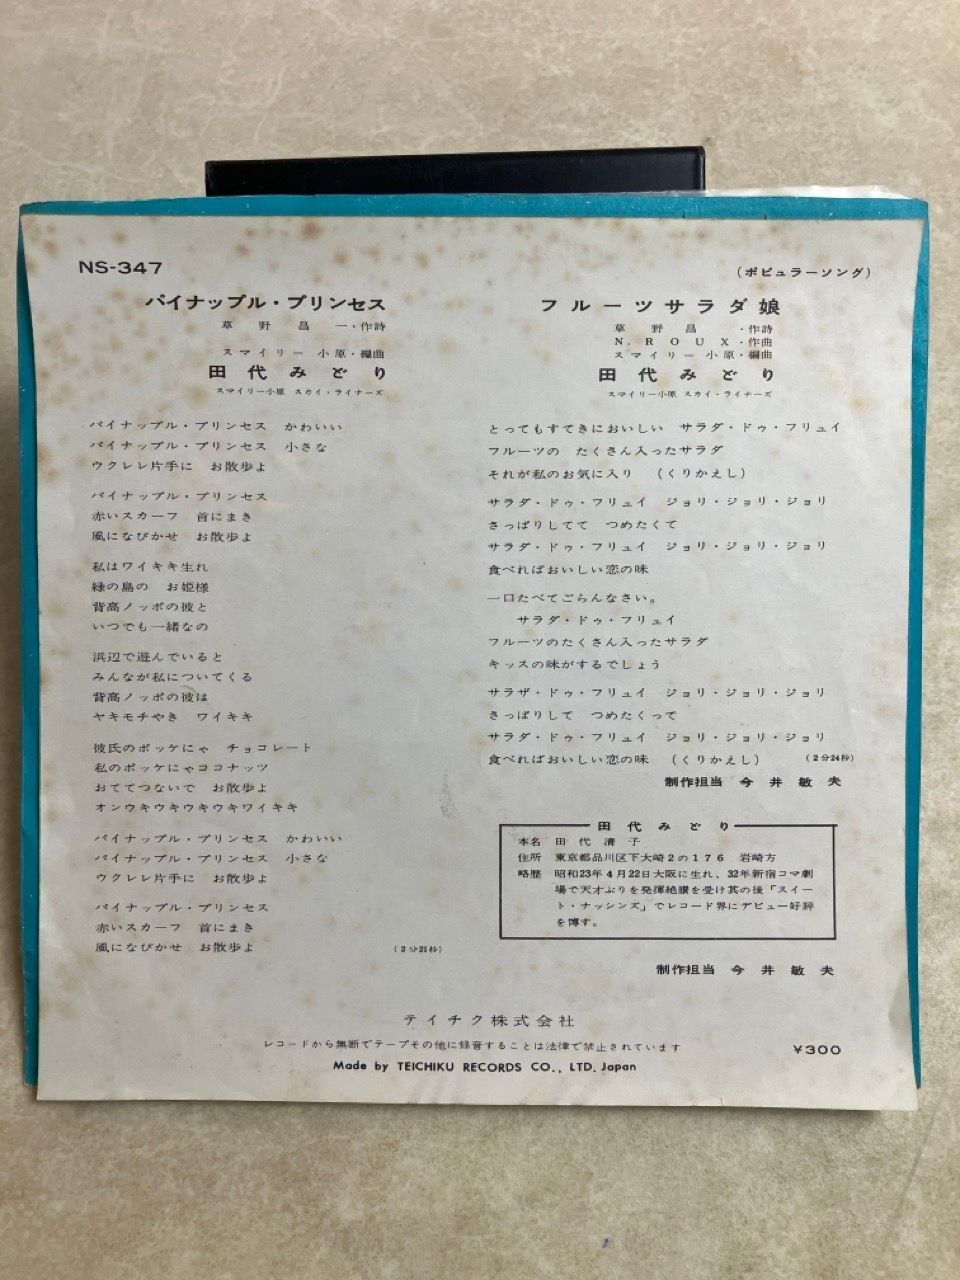 NS-347
パイナップル・プリンセス
草野昌一・作詩
スマイリー小原・編曲
田代みどり
スマイリー小原 スカイ・ライナーズ
パイナップル・プリンセス　かわいい
パイナップル・プリンセス　小さな
ウクレレ片手に　お散歩よ
パイナップル・プリンセス
赤いスカーフ　首にまき
風になびかせ　お散歩よ
私はワイキキ生れ
緑の島の　お姫様
背高ノッポの彼と
いつでも一緒なの
浜辺で遊んでいると
みんなが私についてくる
背高ノッポの彼は
ヤキモチやき　ワイキキ
彼氏のポッケにゃ　チョコレート
私のポッケにゃココナッツ
おててつないで　お散歩よ
オンウキウキウキウキワイキキ
パイナップル・プリンセス　かわいい
パイナップル・プリンセス　小さな
ウクレレ片手に　お散歩よ
パイナップル・プリンセス
赤いスカーフ　首にまき
風になびかせ　お散歩よ
（２分21秒）
（ポピュラーソング）
フルーツサラダ娘
草野昌　・作詩
N．ROUX・作曲
スマイリー小原・編曲
田代みどり
スマイリー小原 スカイ・ライナーズ
とってもすてきにおいしい　サラダ・ドゥ・フリュイ
フルーツの　たくさん入ったサラダ
それが私のお気に入り　（くりかえし）
サラダ・ドゥ・フリュイ　ジョリ・ジョリ・ジョリ
さっぱりしてて　つめたくて
サラダ・ドゥ・フリュイ　ジョリ・ジョリ・ジョリ
食べればおいしい恋の味
一口たべてごらんなさい。
サラダ・ドゥ・フリュイ
フルーツのたくさん入ったサラダ
キッスの味がするでしょう
サラザ・ドゥ・フリュイ　ジョリ・ジョリ・ジョリ
さっぱりして　つめたくって
サラダ・ドゥ・フリュイ　ジョリ・ジョリ・ジョリ
食べればおいしい恋の味　（くりかえし）　（２分24秒）
制作担当　今井敏夫
田代みどり
本名　田代清子
住所　東京都品川区下大崎２の１７６　岩崎方
略歴　昭和23年４月22日大阪に生れ、32年新宿コマ劇
場で天才ぶりを発揮絶讃を受け其の後「スイー
ト・ナッシンズ」でレコード界にデビュー好評
を博す。
制作担当　今井敏夫
テイチク株式会社
レコードから無断でテープその他に録音することは法律で禁止されています
¥300
Made by TEICHIKU RECORDS CO., LTD. Japan